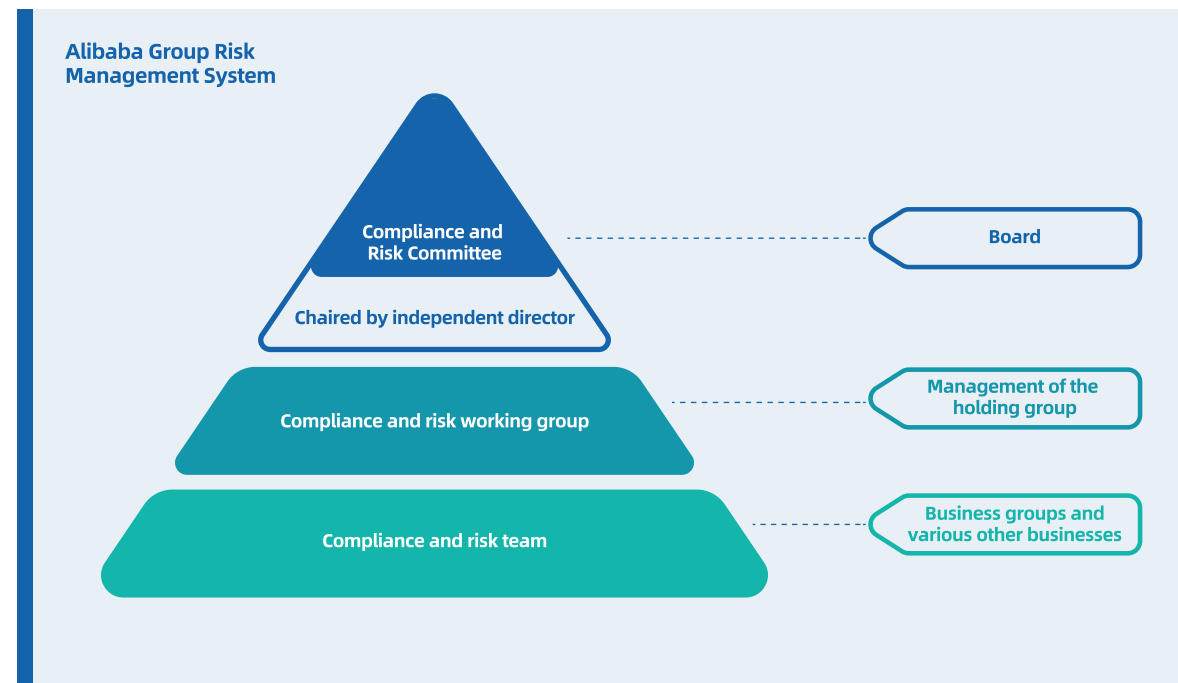 Alibaba Group Risk
Management System
Compliance and
Risk Committee
Board
Chaired by independent director
Compliance and risk working group
Management of the
holding group
Compliance and risk team
Business groups and
various other businesses